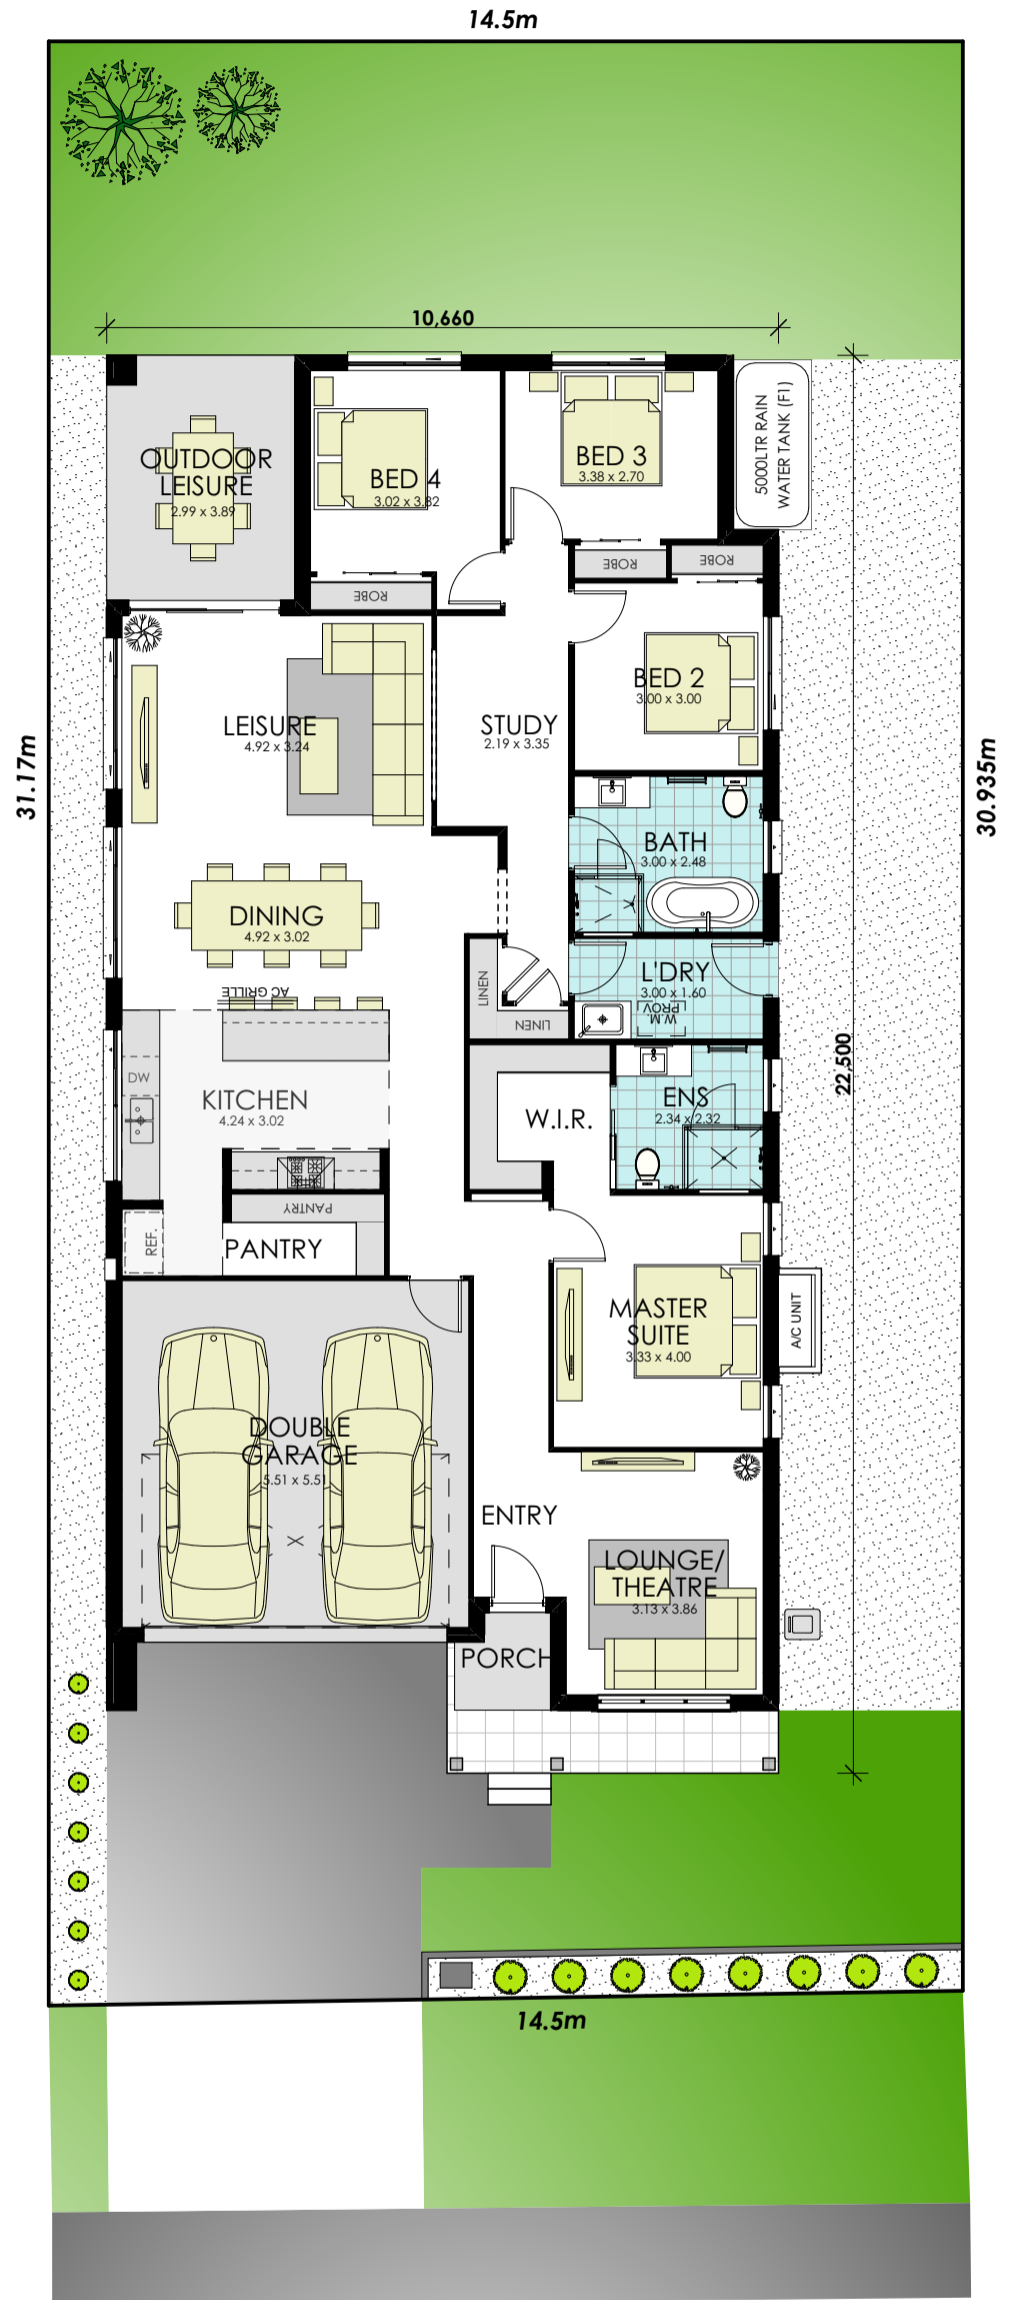 14.5m
10,660
5000LTR RAIN
WATER TANK (F1)
OUTDOOR
LEISURE
2.99 x 3.89
BED 4
3.02 x 3.82
BED 3
3.38 x 2.70
ROBE
ROBE
ROBE
BED 2
3.00 x 3.00
LEISURE
4.92 x 3.24
STUDY
2.19 x 3.35
31.17m
30.935m
BATH
3.00 x 2.48
DINING
4.92 x 3.02
AC GRILLE
LINEN
LINEN
L'DRY
3.00 x 1.60
W.M.
PROV.
22,500
DW
KITCHEN
4.24 x 3.02
W.I.R.
ENS
2.34 x 2.32
PANTRY
REF.
PANTRY
MASTER
SUITE
3.33 x 4.00
A/C UNIT
DOUBLE
GARAGE
5.51 x 5.51
ENTRY
LOUNGE/
THEATRE
3.13 x 3.86
PORCH
14.5m